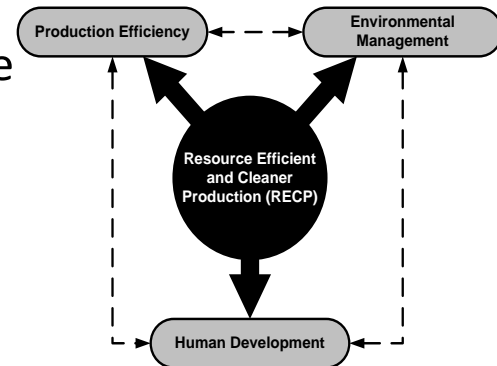 Production Efficiency
Environmental
Management
e
Resource Efficient
and Cleaner
Production (RECP)
Human Development